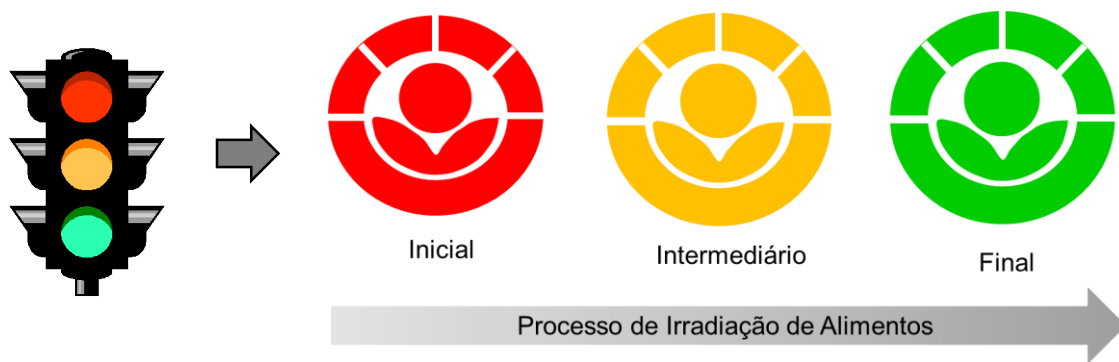 Inicial
Intermediário
Final
Processo de Irradiação de Alimentos